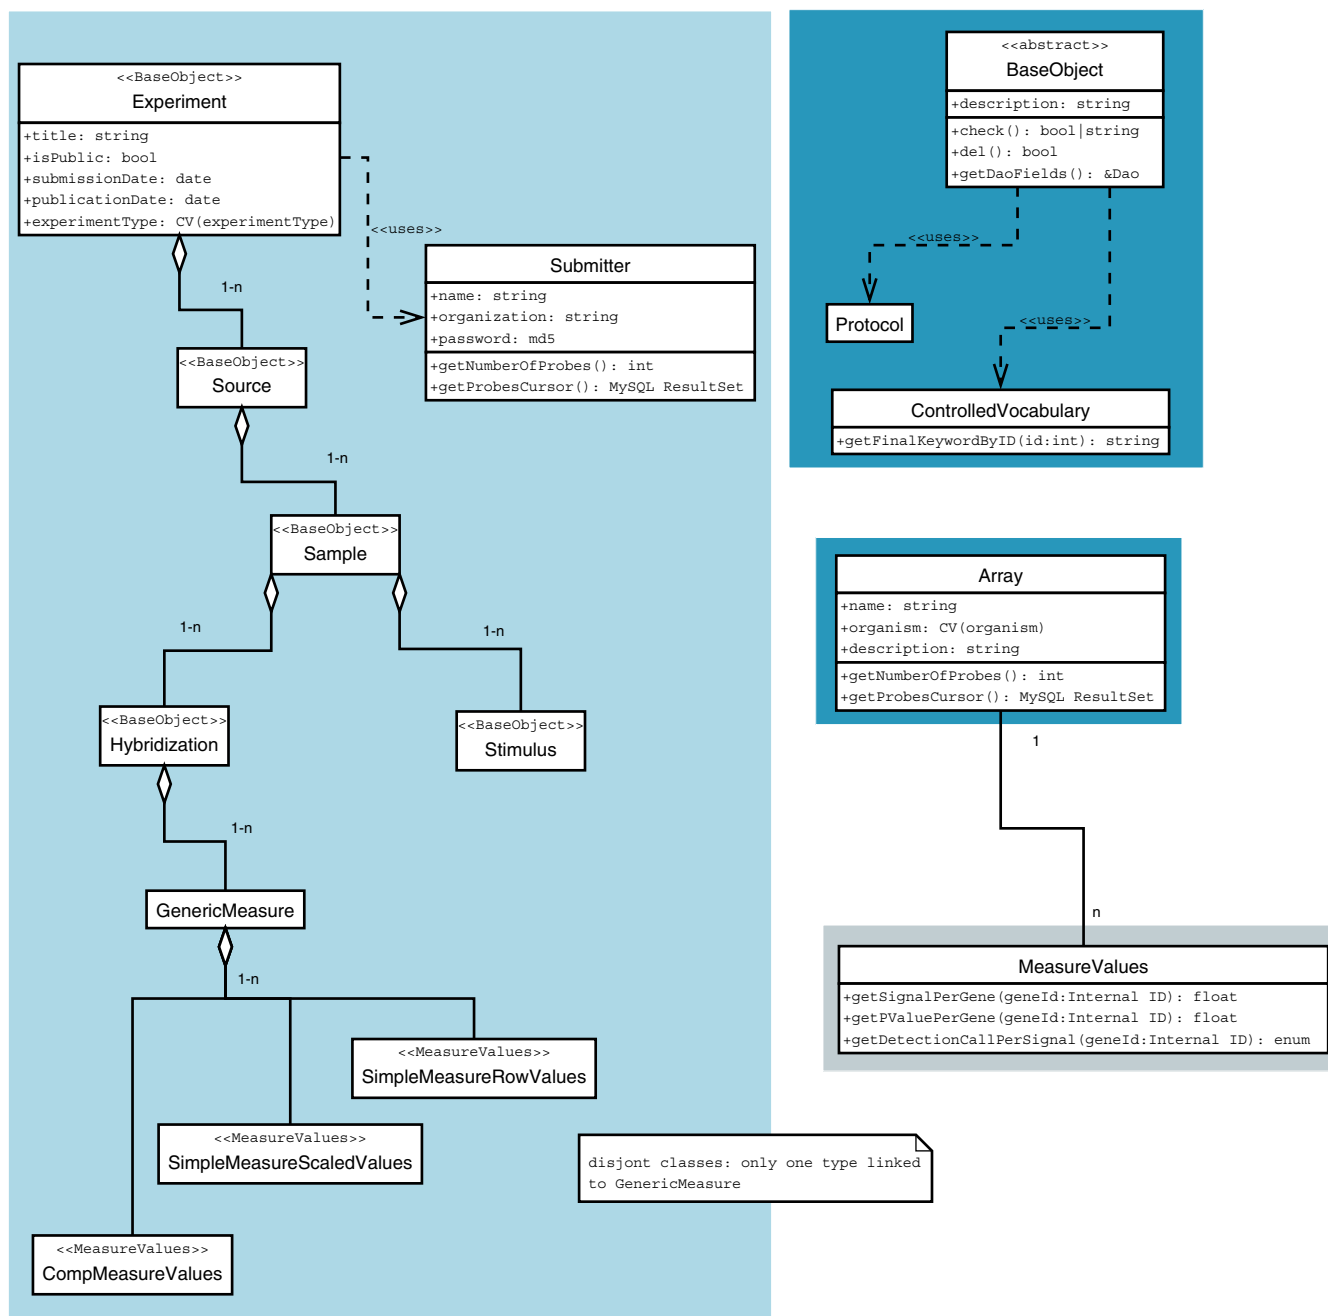 <<BaseObject>>
Experiment
+title: string
+isPublic: bool
+submissionDate: date
+publicationDate: date
+experimentType: CV(experimentType)
<<uses>>
1-n
Submitter
+name: string
+organization: string
+password: md5
+getNumberOfProbes(): int
+getProbesCursor(): MySQL ResultSet
<<BaseObject>>
Source
1-n
<<BaseObject>>
Sample
1-n
1-n
<<BaseObject>>
Hybridization
<<BaseObject>>
Stimulus
1-n
GenericMeasure
1-n
<<MeasureValues>>
SimpleMeasureRowValues
<<MeasureValues>>
SimpleMeasureScaledValues
<<MeasureValues>>
CompMeasureValues
disjont classes: only one type linked
to GenericMeasure
<<abstract>>
BaseObject
+description: string
+check(): bool|string
+del(): bool
+getDaoFields(): &Dao
<<uses>>
Protocol
<<uses>>
ControlledVocabulary
+getFinalKeywordByID(id:int): string
Array
+name: string
+organism: CV(organism)
+description: string
+getNumberOfProbes(): int
+getProbesCursor(): MySQL ResultSet
1
n
MeasureValues
+getSignalPerGene(geneId:Internal ID): float
+getPValuePerGene(geneId:Internal ID): float
+getDetectionCallPerSignal(geneId:Internal ID): enum